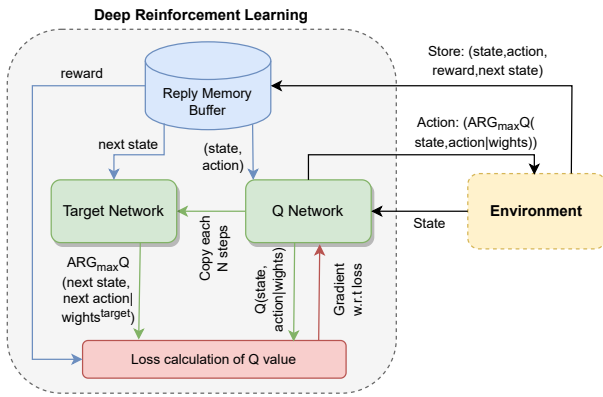 Deep Reinforcement Learning
Store: (state,action,
reward,next state)
reward
Reply Memory
Buffer
Action: (ARGmaxQ(
state,action|wights))
next state
(state,
action)
Target Network
Q Network
Environment
State
Copy each
N steps
ARGmaxQ
(next state,
next action|
wightstarget)
Q(state,
action|wights)
Gradient
w.r.t loss
Loss calculation of Q value